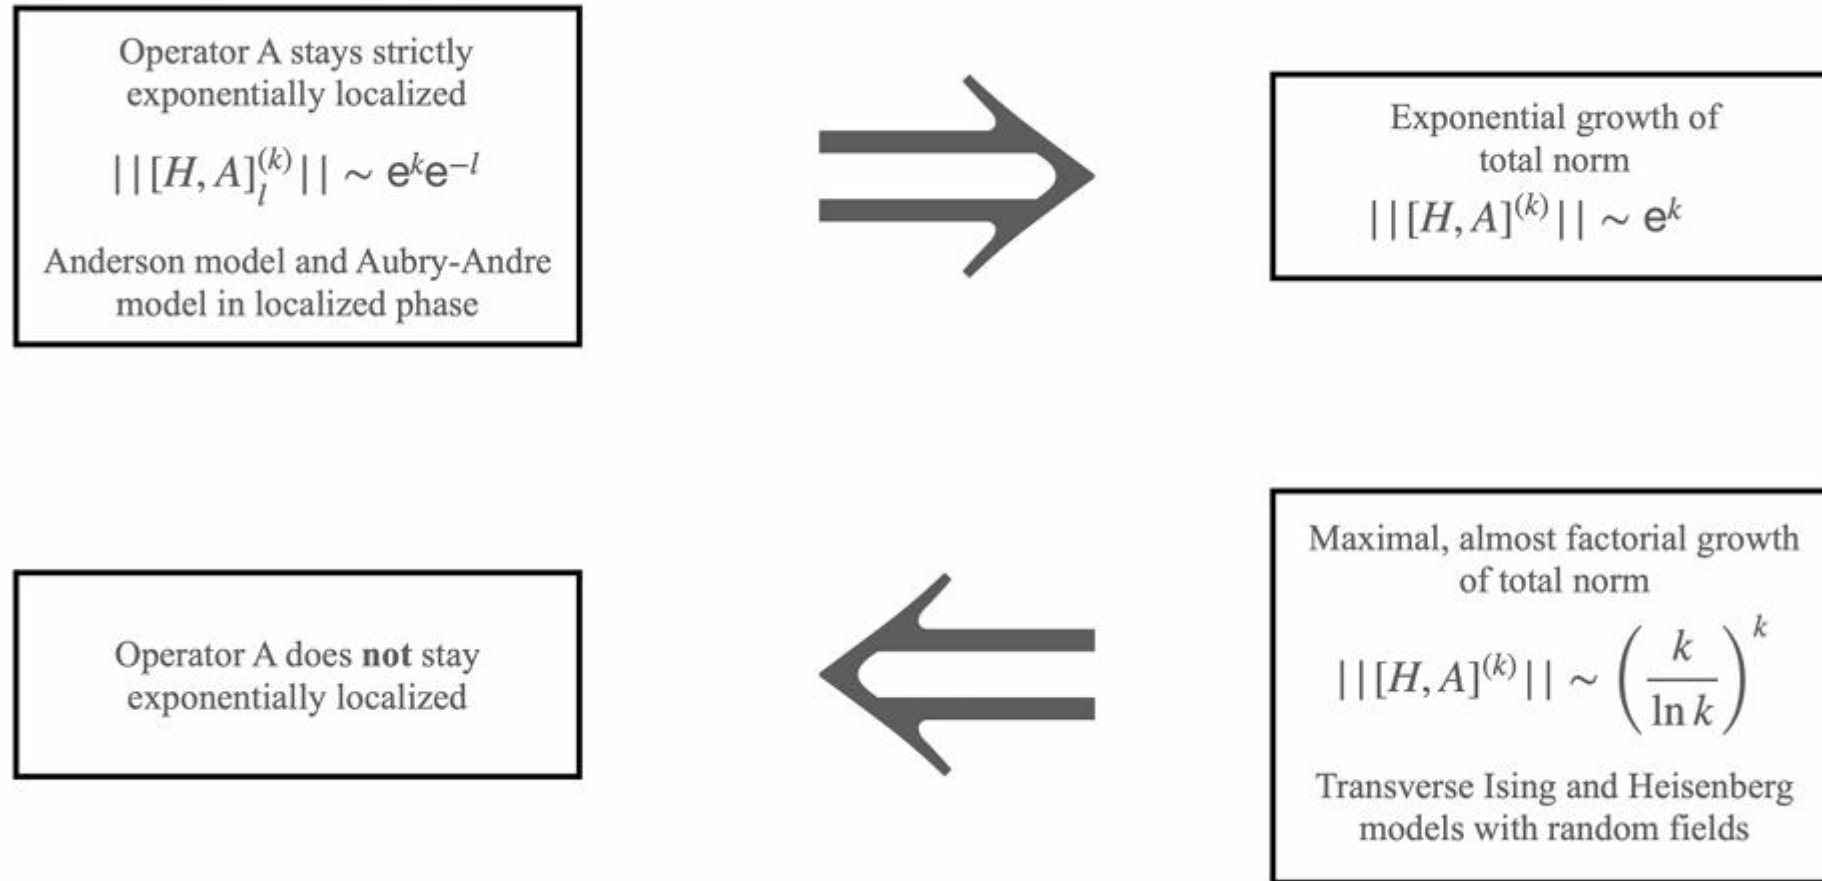 Operator A stays strictly
exponentially localized
||[H, A]_l^{(k)}|| ∼ e^k e^{−l}
Anderson model and Aubry-Andre
model in localized phase
Exponential growth of
total norm
||[H, A]^{(k)}|| ∼ e^k
Operator A does not stay
exponentially localized
Maximal, almost factorial growth
of total norm
||[H, A]^{(k)}|| ∼ (k / ln k)^k
Transverse Ising and Heisenberg
models with random fields